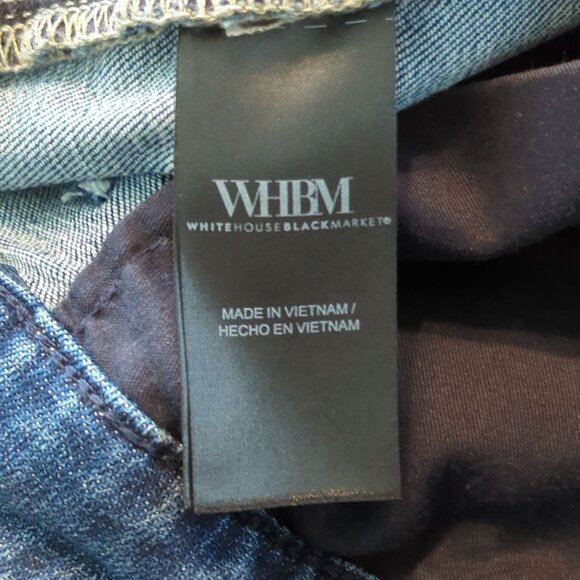 WHBM
WHITEHOUSEBLACKMARKET®
MADE IN VIETNAM /
HECHO EN VIETNAM